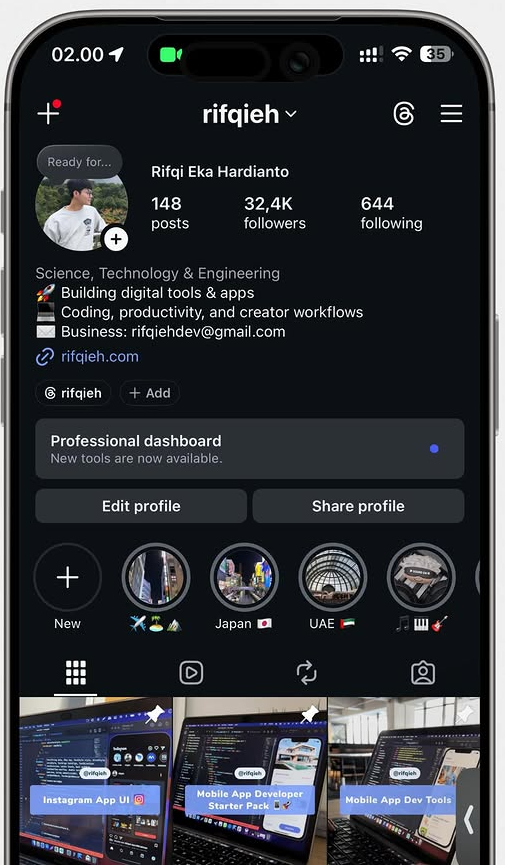 02.00
35
rifqieh
Ready for...
Rifqi Eka Hardianto
148
32,4K
644
posts
followers
following
Science, Technology & Engineering
🚀 Building digital tools & apps
💻 Coding, productivity, and creator workflows
✉️ Business: rifqiehdev@gmail.com
rifqieh.com
rifqieh
+ Add
Professional dashboard
New tools are now available.
Edit profile
Share profile
New
✈️🏝️⛰️
Japan 🇯🇵
UAE 🇦🇪
🎵🎹🎸
@rifqieh
Instagram App UI
@rifqieh
Mobile App Developer
Starter Pack 📱🚀
@rifqieh
Mobile App Dev Tools